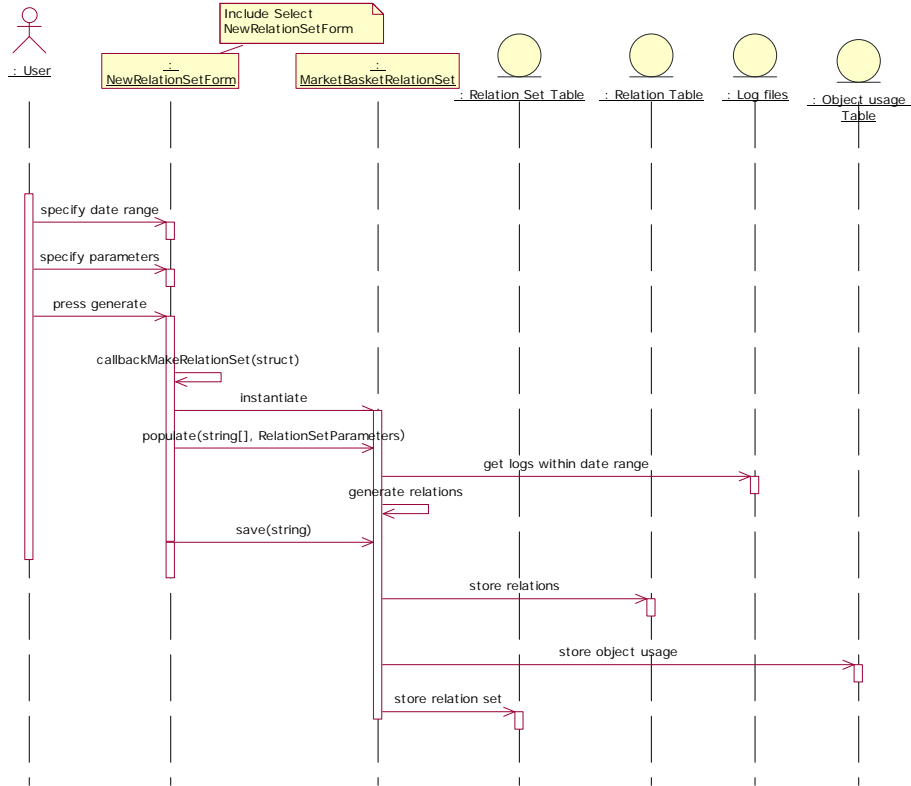 Include Select
NewRelationSetForm
: User
:
NewRelationSetForm
:
MarketBasketRelationSet
: Relation Set Table
: Relation Table
: Log files
: Object usage
Table
specify date range
specify parameters
press generate
callbackMakeRelationSet(struct)
instantiate
populate(string[], RelationSetParameters)
get logs within date range
generate relations
save(string)
store relations
store object usage
store relation set